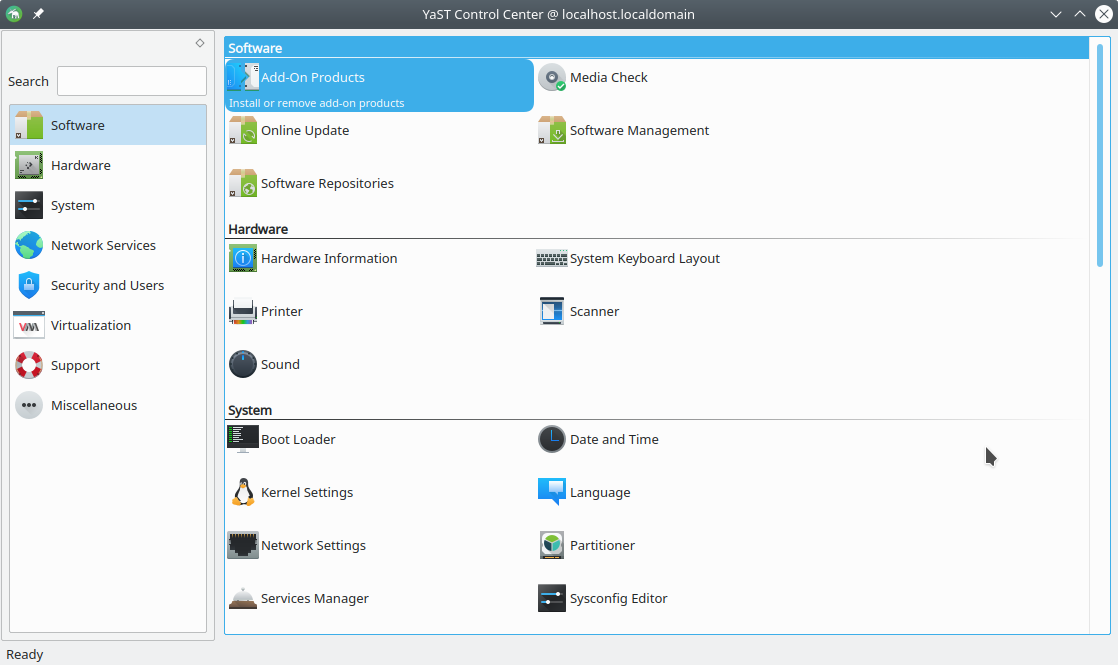 YaST Control Center @ localhost.localdomain
Search
Software
Hardware
System
Network Services
Security and Users
Virtualization
Support
Miscellaneous
Software
Add-On Products
Install or remove add-on products
Media Check
Online Update
Software Management
Software Repositories
Hardware
Hardware Information
System Keyboard Layout
Printer
Scanner
Sound
System
Boot Loader
Date and Time
Kernel Settings
Language
Network Settings
Partitioner
Services Manager
Sysconfig Editor
Ready